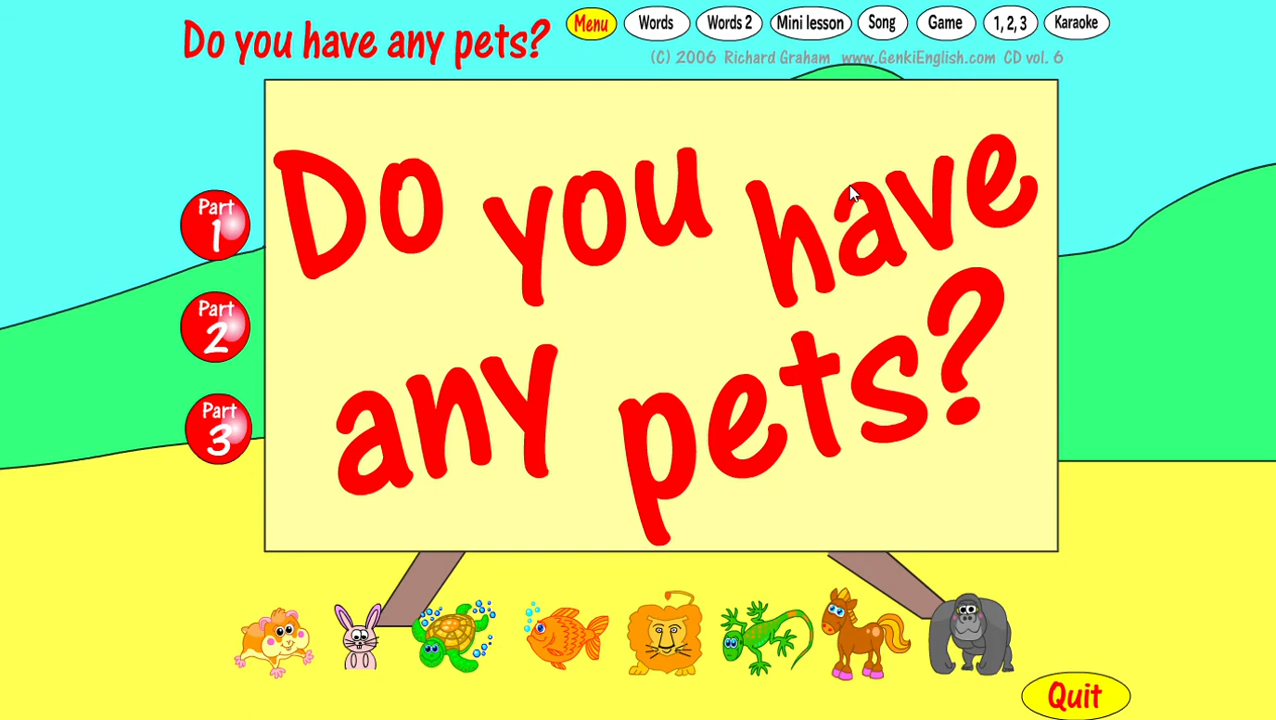 Do you have any pets?
Menu Words Words 2 Mini lesson Song Game 1, 2, 3 Karaoke
(C) 2006 Richard Graham www.GenkiEnglish.com CD vol. 6
Do you have
any pets?
Part
1
Part
2
Part
3
Quit